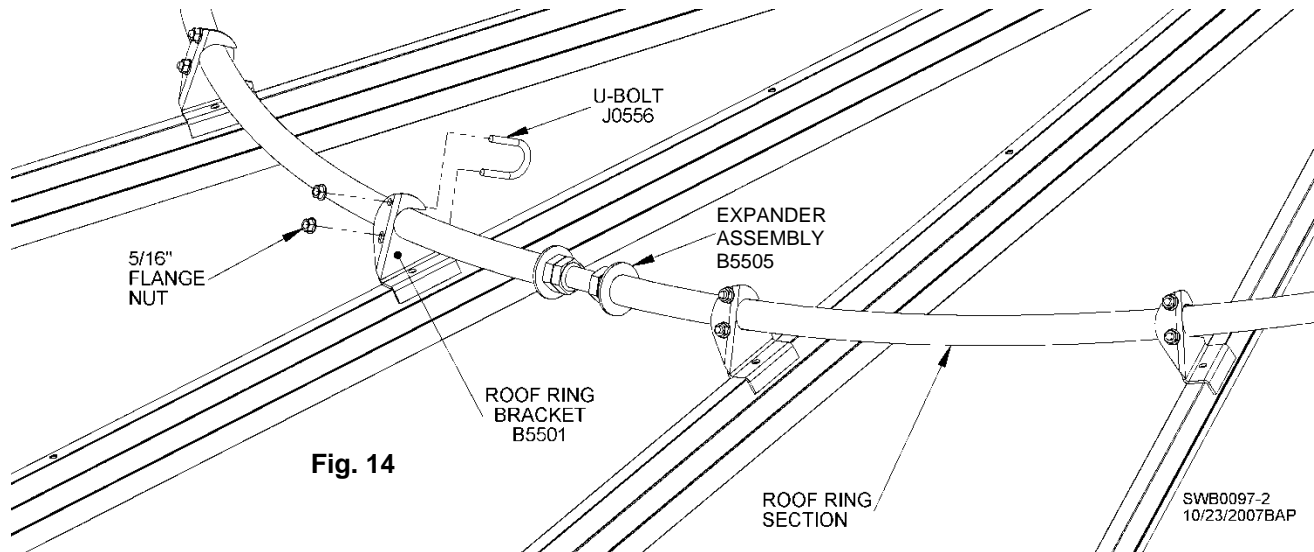 U-BOLT
J0556
EXPANDER
ASSEMBLY
B5505
5/16"
FLANGE
NUT
ROOF RING
BRACKET
B5501
Fig. 14
ROOF RING
SECTION
SWB0097-2
10/23/2007BAP